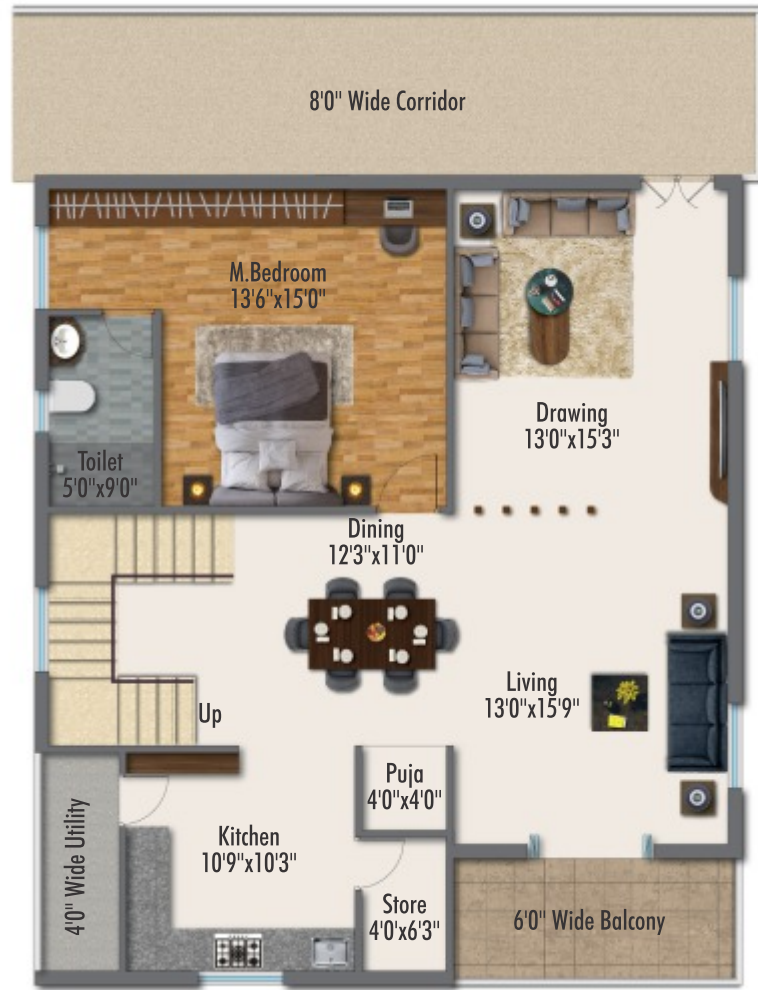 8'0" Wide Corridor
M.Bedroom
13'6"x15'0"
Drawing
13'0"x15'3"
Toilet
5'0"x9'0"
Dining
12'3"x11'0"
Living
13'0"x15'9"
Up
Puja
4'0"x4'0"
4'0" Wide Utility
Kitchen
10'9"x10'3"
Store
4'0'x6'3"
6'0" Wide Balcony